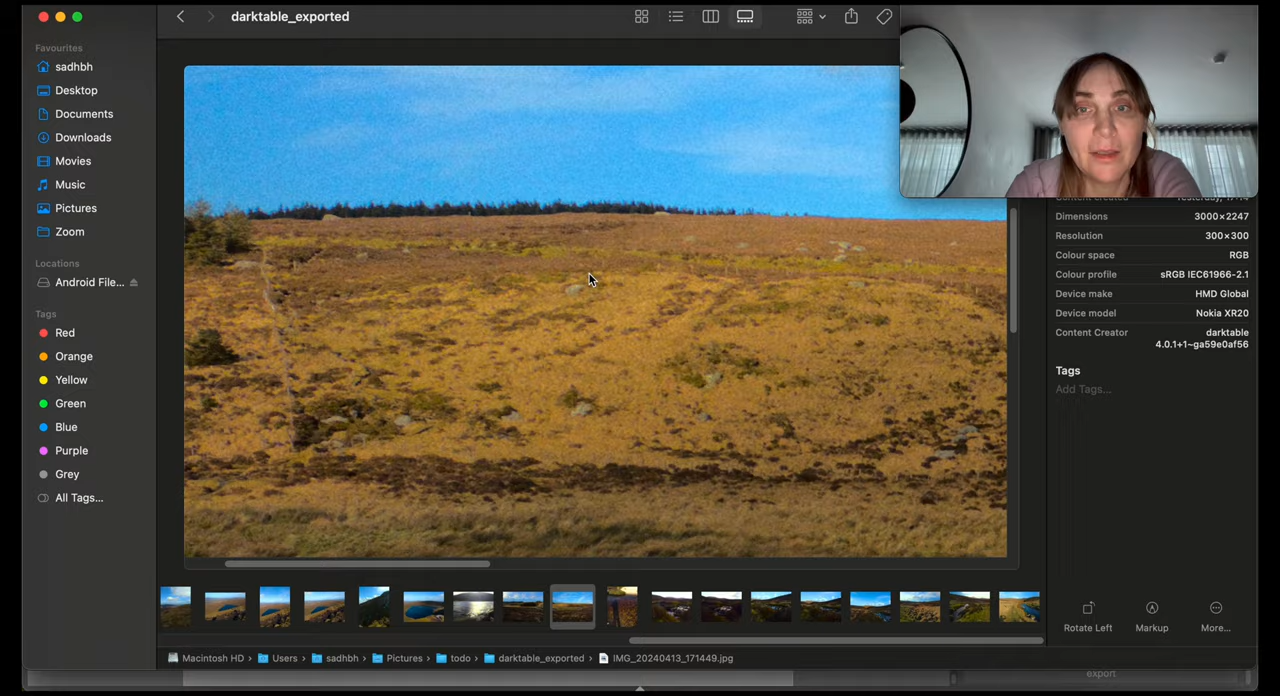 darktable_exported
Favourites
sadhbh
Desktop
Documents
Downloads
Movies
Music
Pictures
Zoom
Locations
Android File...
Tags
Red
Orange
Yellow
Green
Blue
Purple
Grey
All Tags...
Dimensions 3000×2247
Resolution 300×300
Colour space RGB
Colour profile sRGB IEC61966-2.1
Device make HMD Global
Device model Nokia XR20
Content Creator darktable
4.0.1+1~ga59e0af56
Tags
Add Tags...
Rotate Left Markup More...
Macintosh HD › Users › sadhbh › Pictures › todo › darktable_exported › IMG_20240413_171449.jpg
export